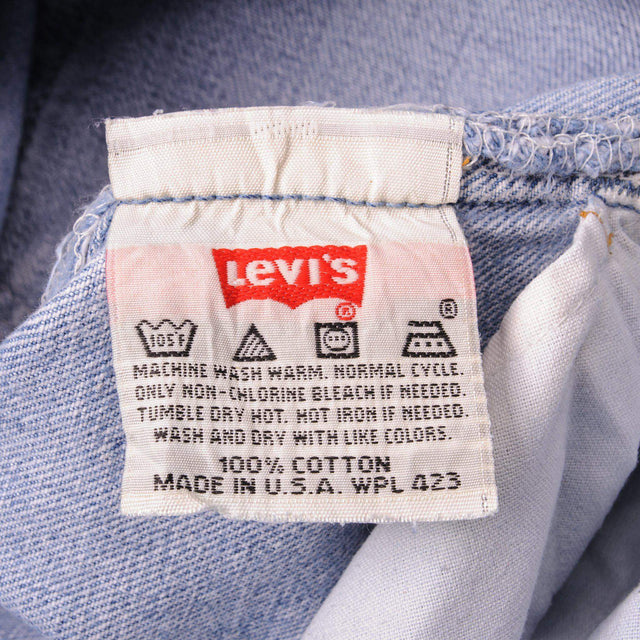 LEVI'S
®
®
105F
MACHINE WASH WARM. NORMAL CYCLE.
ONLY NON-CHLORINE BLEACH IF NEEDED.
TUMBLE DRY HOT. HOT IRON IF NEEDED.
WASH AND DRY WITH LIKE COLORS.
100% COTTON
MADE IN U.S.A. WPL 423